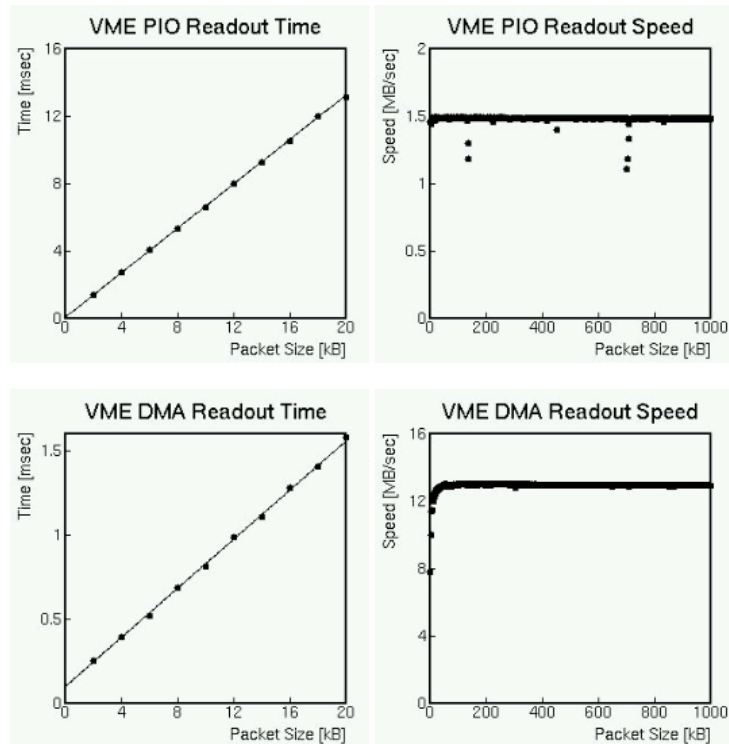 VME PIO Readout Time
Time [msec]
16
12
8
4
0
0 4 8 12 16 20
Packet Size [kB]
VME PIO Readout Speed
Speed [MB/sec]
2
1.5
1
0.5
0
0 200 400 600 800 1000
Packet Size [kB]
VME DMA Readout Time
Time [msec]
1.5
1
0.5
0
0 4 8 12 16 20
Packet Size [kB]
VME DMA Readout Speed
Speed [MB/sec]
16
12
8
4
0
0 200 400 600 800 1000
Packet Size [kB]